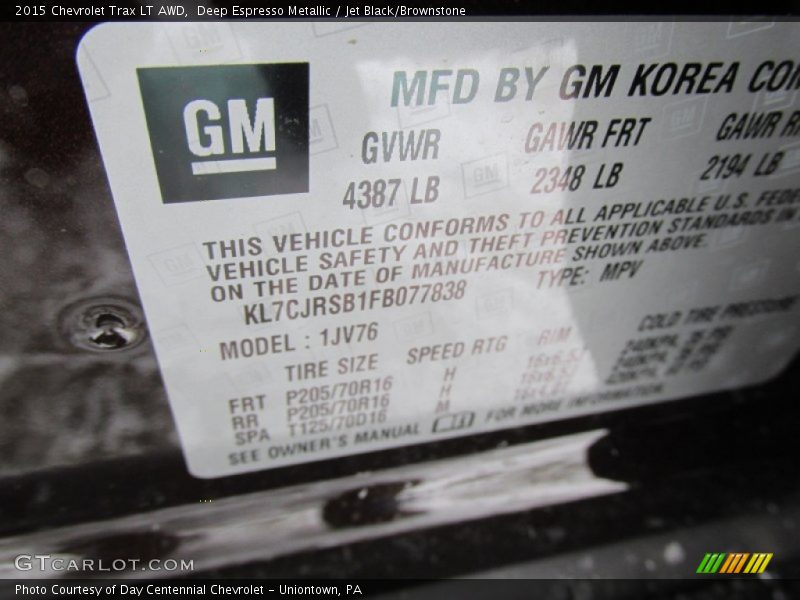 2015 Chevrolet Trax LT AWD, Deep Espresso Metallic / Jet Black/Brownstone
GM
MFD BY GM KOREA
GVWR GAWR FRT GAWR
4387 LB 2348 LB 2194 LB
THIS VEHICLE CONFORMS TO ALL APPLICABLE U.S.
VEHICLE SAFETY AND THEFT PREVENTION STANDARDS IN
ON THE DATE OF MANUFACTURE SHOWN ABOVE.
KL7CJRSB1FB077838 TYPE: MPV
MODEL : 1JV76
TIRE SIZE SPEED RTG RIM COLD TIRE PRESSURE
FRT P205/70R16 H
RR P205/70R16 H
SPA T125/70D16 M
SEE OWNER'S MANUAL FOR MORE INFORMATION.
GTCARLOT.COM
Photo Courtesy of Day Centennial Chevrolet - Uniontown, PA